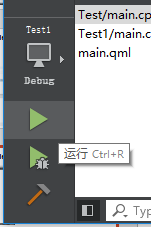 Test/main.cp
Test1
Test1/main.c
main.qml
Debug
运行 Ctrl+R
Typ